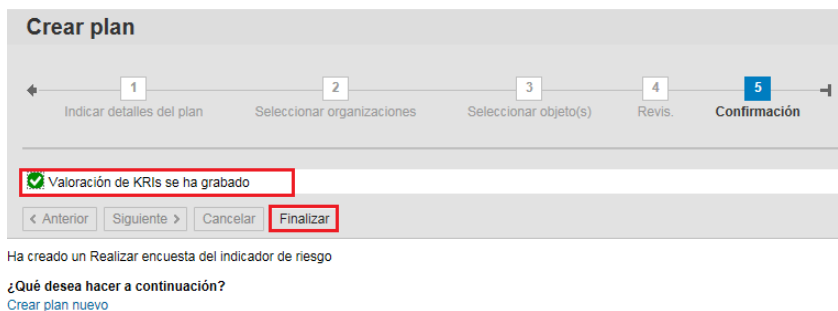 Crear plan
1 2 3 4 5
Indicar detalles del plan Seleccionar organizaciones Seleccionar objeto(s) Revis. Confirmación
Valoración de KRIs se ha grabado
< Anterior Siguiente > Cancelar Finalizar
Ha creado un Realizar encuesta del indicador de riesgo
¿Qué desea hacer a continuación?
Crear plan nuevo